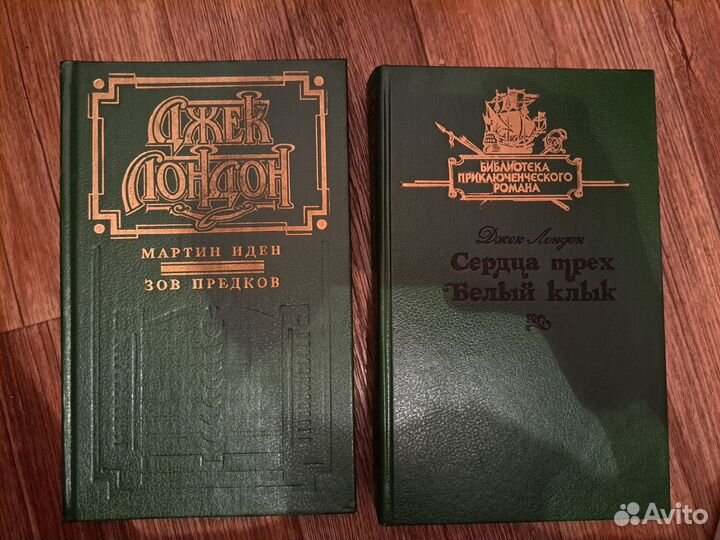 ДЖЕК
ЛОНДОН
МАРТИН ИДЕН
ЗОВ ПРЕДКОВ
БИБЛИОТЕКА
ПРИКЛЮЧЕНЧЕСКОГО
РОМАНА
Джек Лондон
Сердца трех
Белый клык
Avito